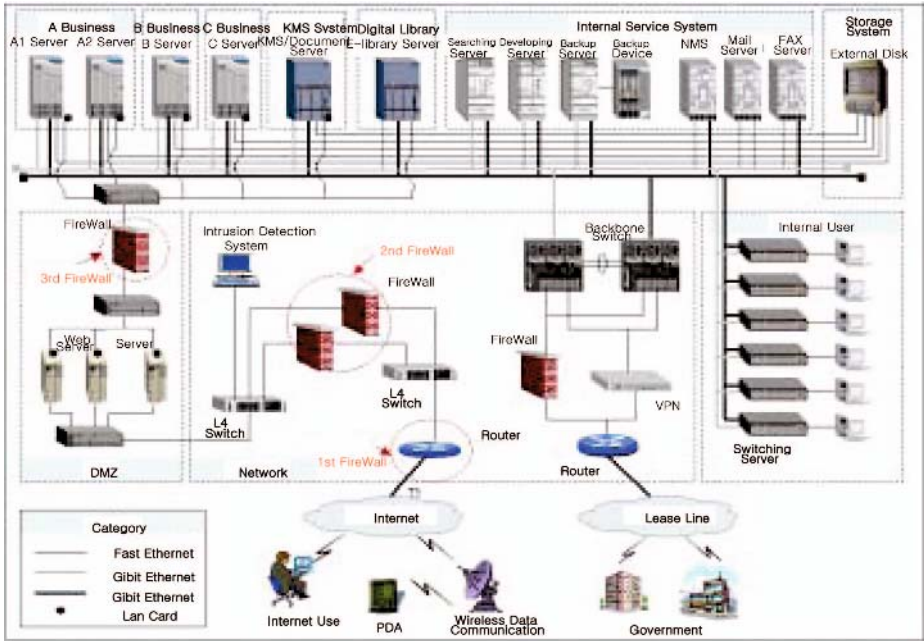 A Business
B Business
C Business
KMS System
Digital Library
Internal Service System
Storage System
A1 Server
A2 Server
B Server
C Server
KMS/Document Server
E-library Server
Searching Server
Developing Server
Backup Server
Backup Device
NMS
Mail Server
FAX Server
External Disk
FireWall
3rd FireWall
Web Server
Server
DMZ
Intrusion Detection System
2nd FireWall
FireWall
L4 Switch
L4 Switch
1st FireWall
Router
Network
Backbone Switch
FireWall
VPN
Router
Internal User
Switching Server
T3
Internet
Lease Line
Internet Use
PDA
Wireless Data Communication
Government
Category
Fast Ethernet
Gibit Ethernet
Gibit Ethernet
Lan Card